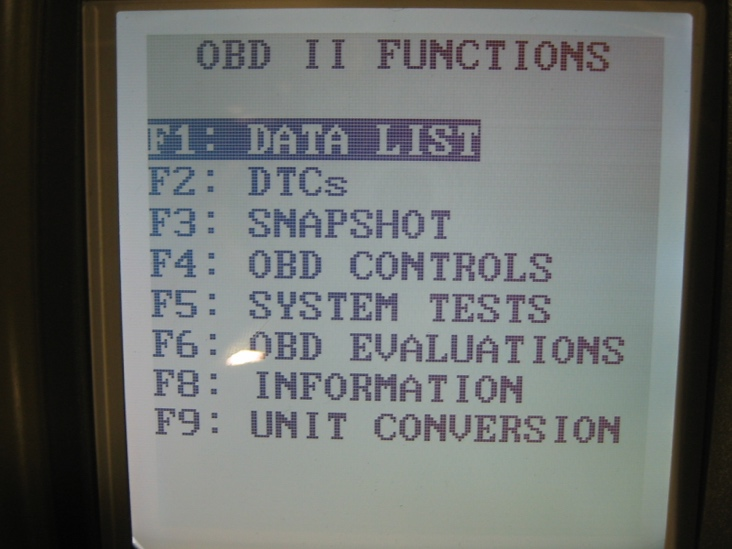 OBD II FUNCTIONS
F1: DATA LIST
F2: DTCs
F3: SNAPSHOT
F4: OBD CONTROLS
F5: SYSTEM TESTS
F6: OBD EVALUATIONS
F8: INFORMATION
F9: UNIT CONVERSION